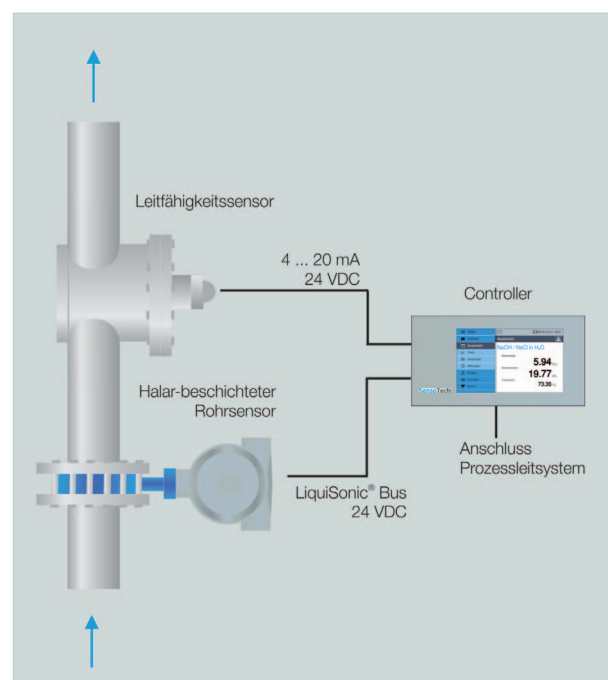 Leitfähigkeitssensor
4 ... 20 mA
24 VDC
Controller
NaOH / NaCl in H₂O
5.94
19.77
73.36
SensoTech
Halar-beschichteter
Rohrsensor
Anschluss
Prozessleitsystem
LiquiSonic® Bus
24 VDC